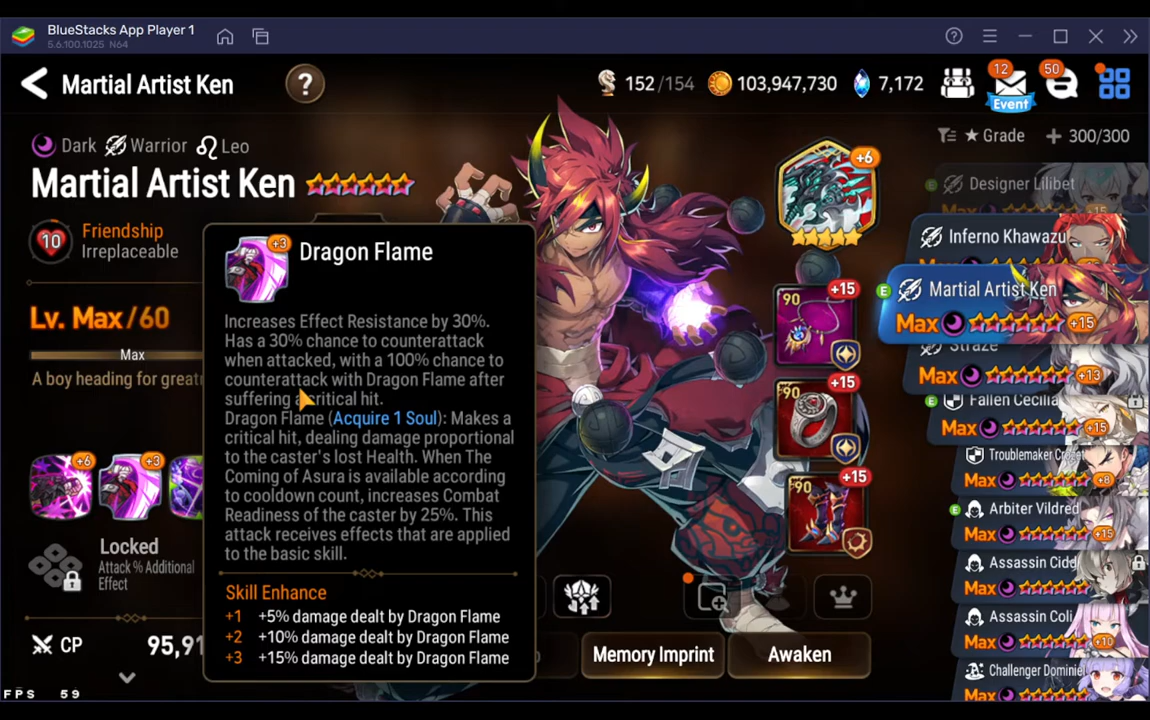 BlueStacks App Player 1
5.6.100.1025 N64
Martial Artist Ken
?
152/154
103,947,730
7,172
12
Event
50
Dark Warrior Leo
★ Grade
+ 300/300
Martial Artist Ken
10
Friendship
Irreplaceable
Lv. Max/60
Max
A boy heading for great
+6
+3
Locked
Attack % Additional
Effect
CP
95,91
FPS 59
+3
Dragon Flame
Increases Effect Resistance by 30%.
Has a 30% chance to counterattack
when attacked, with a 100% chance to
counterattack with Dragon Flame after
suffering a critical hit.
Dragon Flame (Acquire 1 Soul): Makes a
critical hit, dealing damage proportional
to the caster's lost Health. When The
Coming of Asura is available according
to cooldown count, increases Combat
Readiness of the caster by 25%. This
attack receives effects that are applied
to the basic skill.
Skill Enhance
+1 +5% damage dealt by Dragon Flame
+2 +10% damage dealt by Dragon Flame
+3 +15% damage dealt by Dragon Flame
+6
90
+15
90
+15
90
+15
Memory Imprint
Awaken
Designer Lilibet
Inferno Khawazu
E
Martial Artist Ken
Max
+15
Straze
Max
+13
E
Fallen Cecilia
Max
+15
Troublemaker Crozet
Max
+8
E
Arbiter Vildred
Max
+15
Assassin Cidd
Max
Assassin Coli
Max
+10
Challenger Dominiel
Max